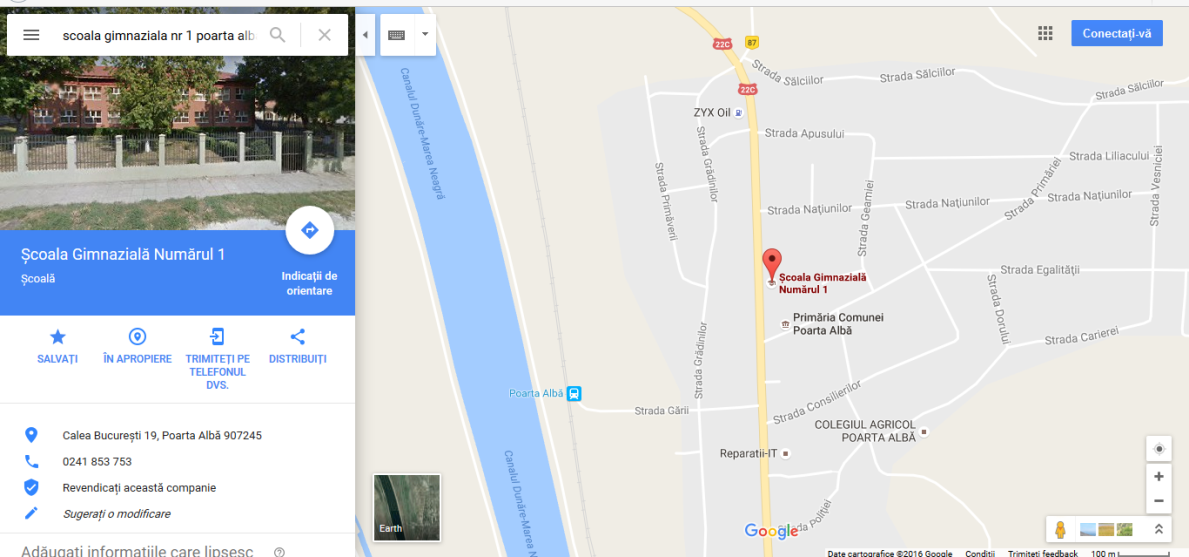 scoala gimnaziala nr 1 poarta alb
Școala Gimnazială Numărul 1
Școală
Indicații de
orientare
SALVAȚI
ÎN APROPIERE
TRIMITEȚI PE
TELEFONUL
DVS.
DISTRIBUIȚI
Calea București 19, Poarta Albă 907245
0241 853 753
Revendicați această companie
Sugerați o modificare
Adăugați informațiile care lipsesc
Conectați-vă
22C
87
Strada Sălciilor
Strada Sălciilor
Strada Sălciilor
22C
Canalul Dunăre-Marea Neagră
ZYX Oil
Strada Apusului
Strada Grădinilor
Strada Liliacului
Strada Vesniciei
Strada Primăverii
Strada Primăriei
Strada Geamiei
Strada Națiunilor
Strada Națiunilor
Strada Națiunilor
Școala Gimnazială
Numărul 1
Strada Egalității
Primăria Comunei
Poarta Albă
Strada Dorului
Strada Carierei
Strada Grădinilor
Poarta Albă
Strada Gării
Strada Consilierilor
COLEGIUL AGRICOL
POARTA ALBĂ
Reparatii-IT
Canalul Dunăre-Marea N
Strada Poliției
Earth
Google
Date cartografice ©2016 Google
Condiții
Trimiteți feedback
100 m